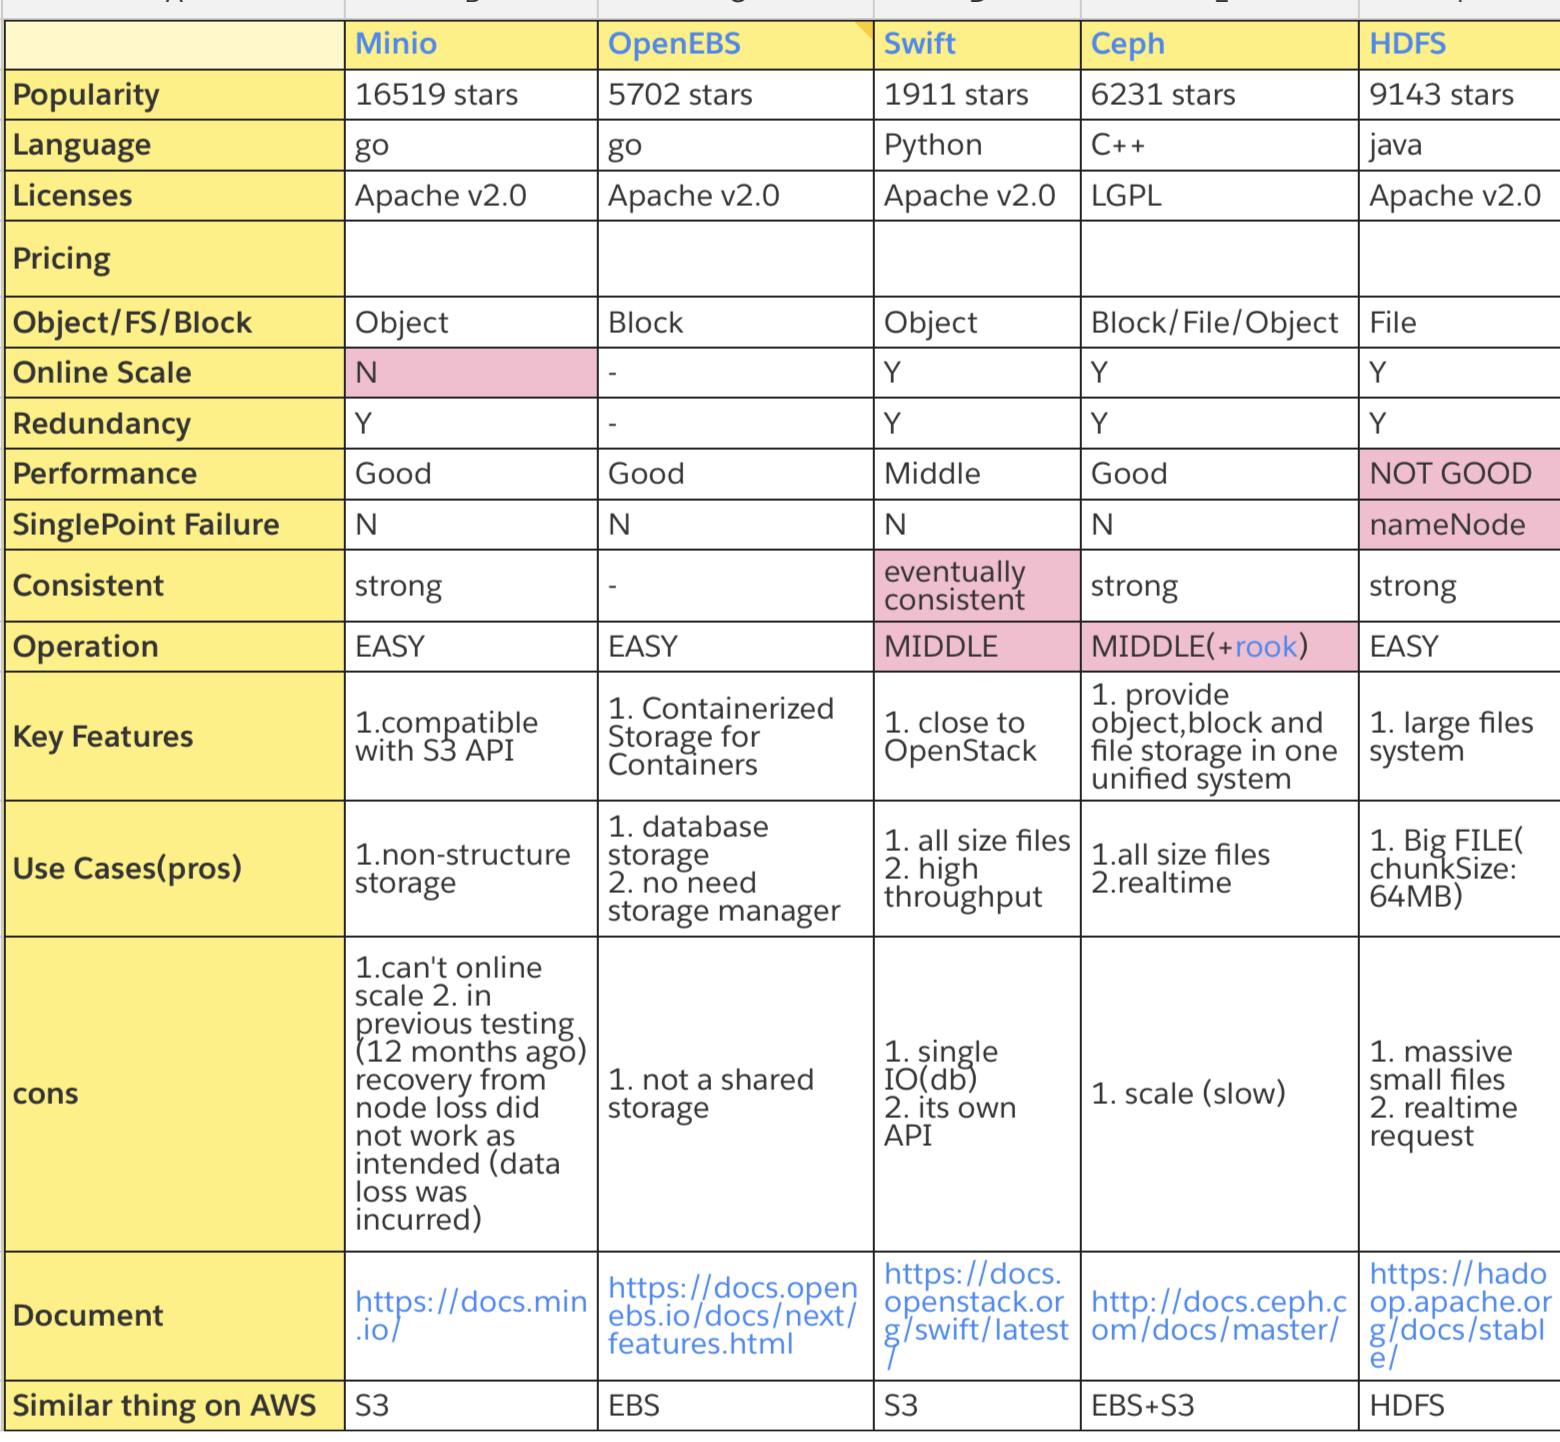 Minio OpenEBS Swift Ceph HDFS
Popularity 16519 stars 5702 stars 1911 stars 6231 stars 9143 stars
Language go go Python C++ java
Licenses Apache v2.0 Apache v2.0 Apache v2.0 LGPL Apache v2.0
Pricing
Object/FS/Block Object Block Object Block/File/Object File
Online Scale N - Y Y Y
Redundancy Y - Y Y Y
Performance Good Good Middle Good NOT GOOD
SinglePoint Failure N N N N nameNode
Consistent
strong
-
eventually
consistent
strong
strong
Operation EASY EASY MIDDLE MIDDLE(+rook) EASY
Key Features
1.compatible
with S3 API
1. Containerized
Storage for
Containers
1. close to
OpenStack
1. provide
object,block and
file storage in one
unified system
1. large files
system
Use Cases(pros)
1.non-structure
storage
1. database
storage
2. no need
storage manager
1. all size files
2. high
throughput
1.all size files
2.realtime
1. Big FILE(
chunkSize:
64MB)
cons
1.can't online
scale 2. in
previous testing
(12 months ago)
recovery from
node loss did
not work as
intended (data
loss was
incurred)
1. not a shared
storage
1. single
IO(db)
2. its own
API
1. scale (slow)
1. massive
small files
2. realtime
request
Document
https://docs.min
.io/
https://docs.open
ebs.io/docs/next/
features.html
https://docs.
openstack.or
g/swift/latest
/
http://docs.ceph.c
om/docs/master/
https://hado
op.apache.or
g/docs/stabl
e/
Similar thing on AWS S3 EBS S3 EBS+S3 HDFS